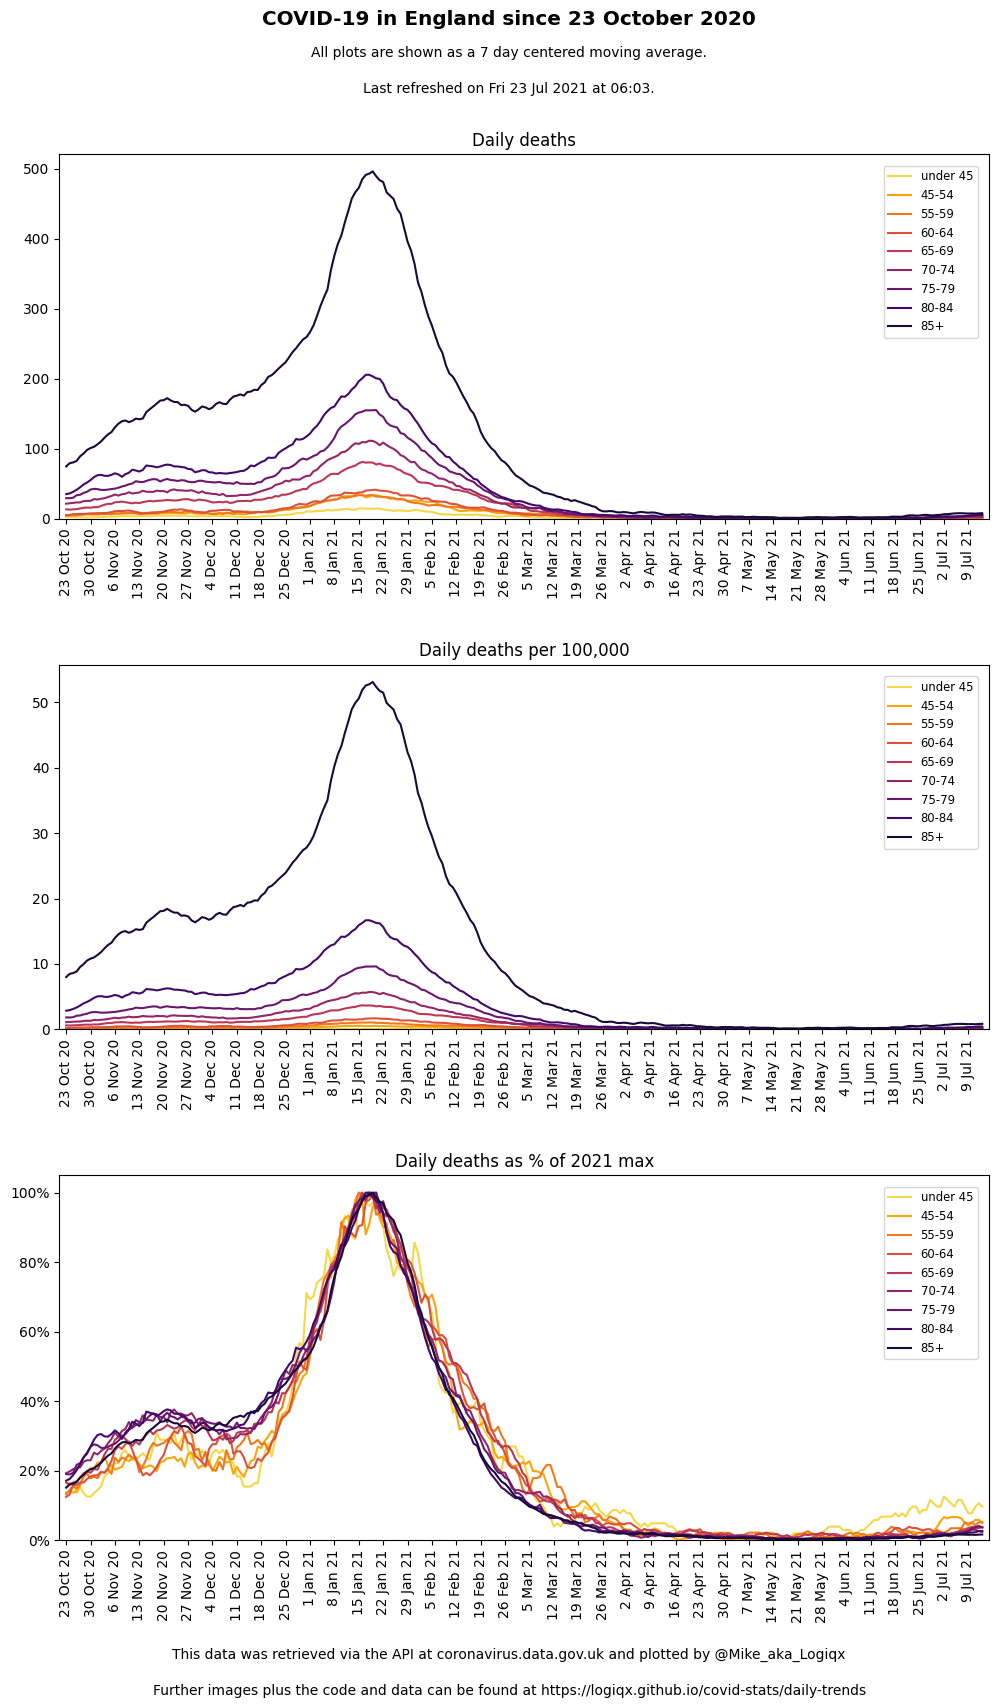 COVID-19 in England since 23 October 2020
All plots are shown as a 7 day centered moving average.
Last refreshed on Fri 23 Jul 2021 at 06:03.
Daily deaths
500
400
300
200
100
0
under 45
45-54
55-59
60-64
65-69
70-74
75-79
80-84
85+
23 Oct 20
30 Oct 20
6 Nov 20
13 Nov 20
20 Nov 20
27 Nov 20
4 Dec 20
11 Dec 20
18 Dec 20
25 Dec 20
1 Jan 21
8 Jan 21
15 Jan 21
22 Jan 21
29 Jan 21
5 Feb 21
12 Feb 21
19 Feb 21
26 Feb 21
5 Mar 21
12 Mar 21
19 Mar 21
26 Mar 21
2 Apr 21
9 Apr 21
16 Apr 21
23 Apr 21
30 Apr 21
7 May 21
14 May 21
21 May 21
28 May 21
4 Jun 21
11 Jun 21
18 Jun 21
25 Jun 21
2 Jul 21
9 Jul 21
Daily deaths per 100,000
50
40
30
20
10
0
under 45
45-54
55-59
60-64
65-69
70-74
75-79
80-84
85+
23 Oct 20
30 Oct 20
6 Nov 20
13 Nov 20
20 Nov 20
27 Nov 20
4 Dec 20
11 Dec 20
18 Dec 20
25 Dec 20
1 Jan 21
8 Jan 21
15 Jan 21
22 Jan 21
29 Jan 21
5 Feb 21
12 Feb 21
19 Feb 21
26 Feb 21
5 Mar 21
12 Mar 21
19 Mar 21
26 Mar 21
2 Apr 21
9 Apr 21
16 Apr 21
23 Apr 21
30 Apr 21
7 May 21
14 May 21
21 May 21
28 May 21
4 Jun 21
11 Jun 21
18 Jun 21
25 Jun 21
2 Jul 21
9 Jul 21
Daily deaths as % of 2021 max
100%
80%
60%
40%
20%
0%
under 45
45-54
55-59
60-64
65-69
70-74
75-79
80-84
85+
23 Oct 20
30 Oct 20
6 Nov 20
13 Nov 20
20 Nov 20
27 Nov 20
4 Dec 20
11 Dec 20
18 Dec 20
25 Dec 20
1 Jan 21
8 Jan 21
15 Jan 21
22 Jan 21
29 Jan 21
5 Feb 21
12 Feb 21
19 Feb 21
26 Feb 21
5 Mar 21
12 Mar 21
19 Mar 21
26 Mar 21
2 Apr 21
9 Apr 21
16 Apr 21
23 Apr 21
30 Apr 21
7 May 21
14 May 21
21 May 21
28 May 21
4 Jun 21
11 Jun 21
18 Jun 21
25 Jun 21
2 Jul 21
9 Jul 21
This data was retrieved via the API at coronavirus.data.gov.uk and plotted by @Mike_aka_Logiqx
Further images plus the code and data can be found at https://logiqx.github.io/covid-stats/daily-trends